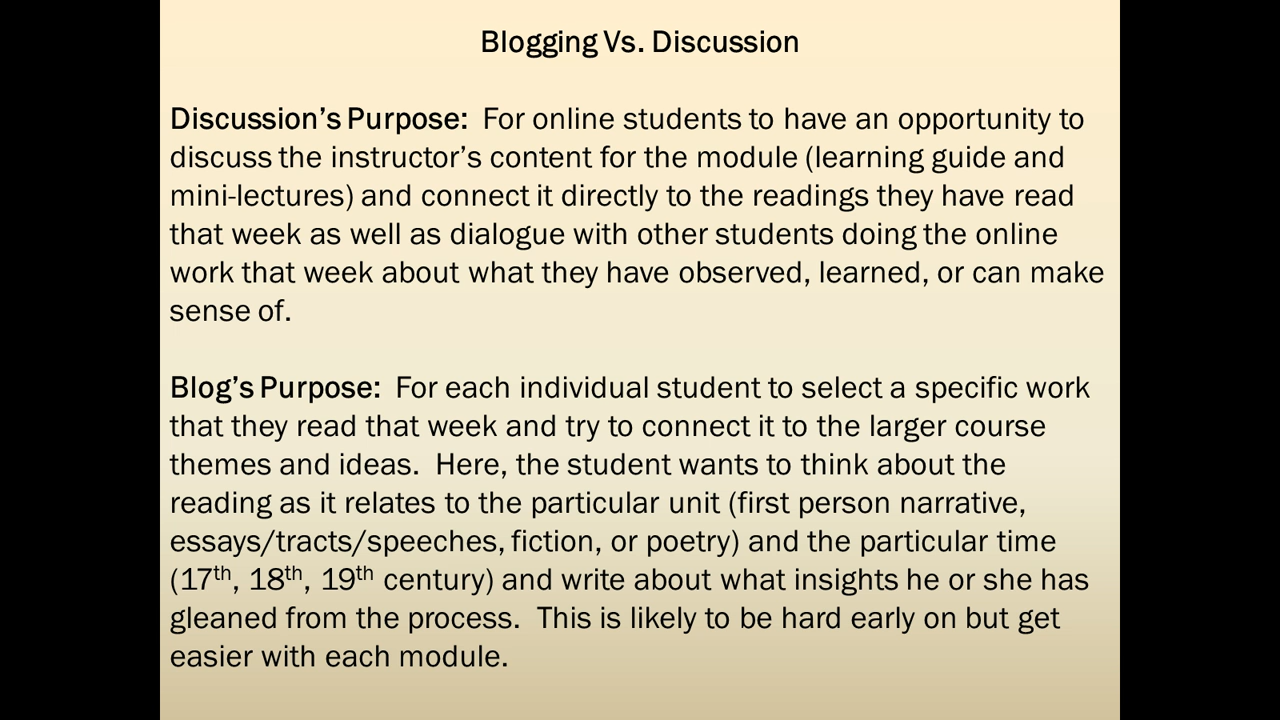 Blogging Vs. Discussion
Discussion’s Purpose:  For online students to have an opportunity to
discuss the instructor’s content for the module (learning guide and
mini-lectures) and connect it directly to the readings they have read
that week as well as dialogue with other students doing the online
work that week about what they have observed, learned, or can make
sense of.
Blog’s Purpose:  For each individual student to select a specific work
that they read that week and try to connect it to the larger course
themes and ideas.  Here, the student wants to think about the
reading as it relates to the particular unit (first person narrative,
essays/tracts/speeches, fiction, or poetry) and the particular time
(17th, 18th, 19th century) and write about what insights he or she has
gleaned from the process.  This is likely to be hard early on but get
easier with each module.